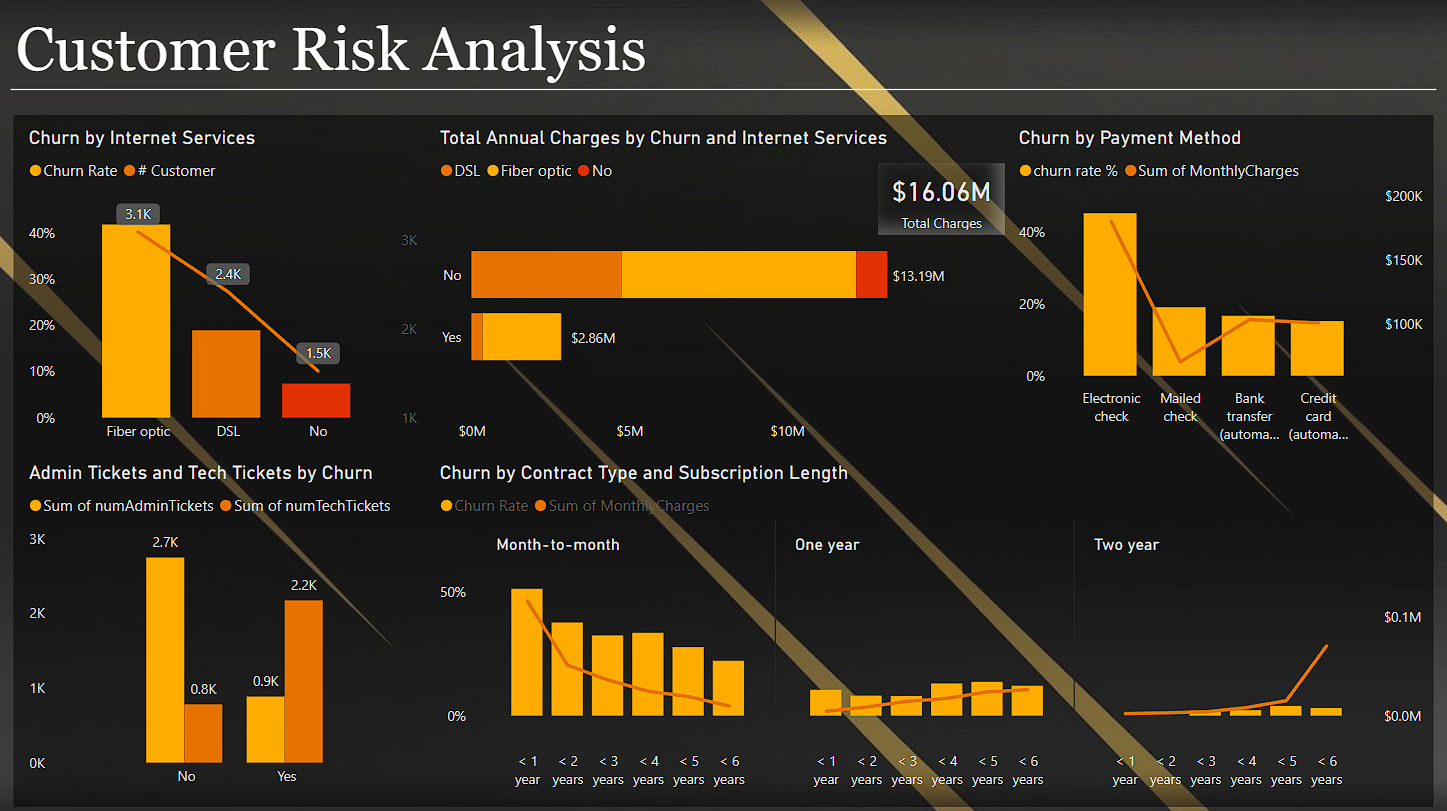 Customer Risk Analysis
Churn by Internet Services
Churn Rate # Customer
40%
30%
20%
10%
0%
3K
2K
1K
3.1K
2.4K
1.5K
Fiber optic DSL No
Total Annual Charges by Churn and Internet Services
DSL Fiber optic No
$16.06M
Total Charges
No $13.19M
Yes $2.86M
$0M $5M $10M
Churn by Payment Method
churn rate % Sum of MonthlyCharges
40%
20%
0%
$200K
$150K
$100K
Electronic check
Mailed check
Bank transfer (automa...
Credit card (automa...
Admin Tickets and Tech Tickets by Churn
Sum of numAdminTickets Sum of numTechTickets
3K
2K
1K
0K
2.7K
0.8K
0.9K
2.2K
No Yes
Churn by Contract Type and Subscription Length
Churn Rate Sum of MonthlyCharges
Month-to-month One year Two year
50%
0%
$0.1M
$0.0M
< 1 year < 2 years < 3 years < 4 years < 5 years < 6 years
< 1 year < 2 years < 3 years < 4 years < 5 years < 6 years
< 1 year < 2 years < 3 years < 4 years < 5 years < 6 years